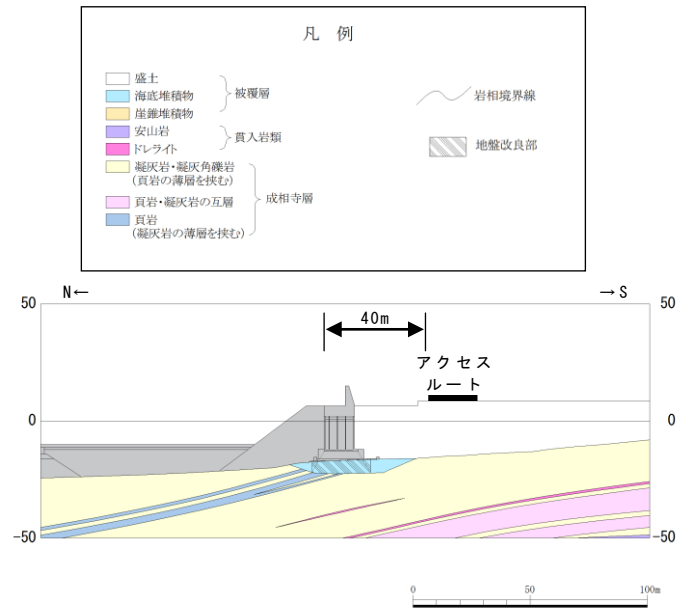 凡 例
盛土
海底堆積物
崖錐堆積物
被覆層
安山岩
ドレライト
貫入岩類
凝灰岩・凝灰角礫岩
(頁岩の薄層を挟む)
頁岩・凝灰岩の互層
頁岩
(凝灰岩の薄層を挟む)
成相寺層
岩相境界線
地盤改良部
N← →S
50 50
40m
アクセス
ルート
0 0
-50 -50
0 50 100m